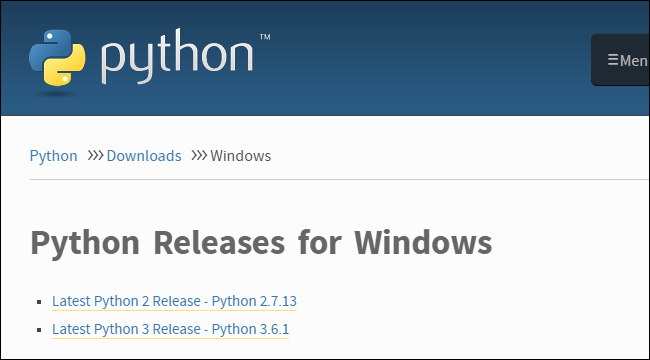 python™
≡Men
Python >>> Downloads >>> Windows
Python Releases for Windows
Latest Python 2 Release - Python 2.7.13
Latest Python 3 Release - Python 3.6.1